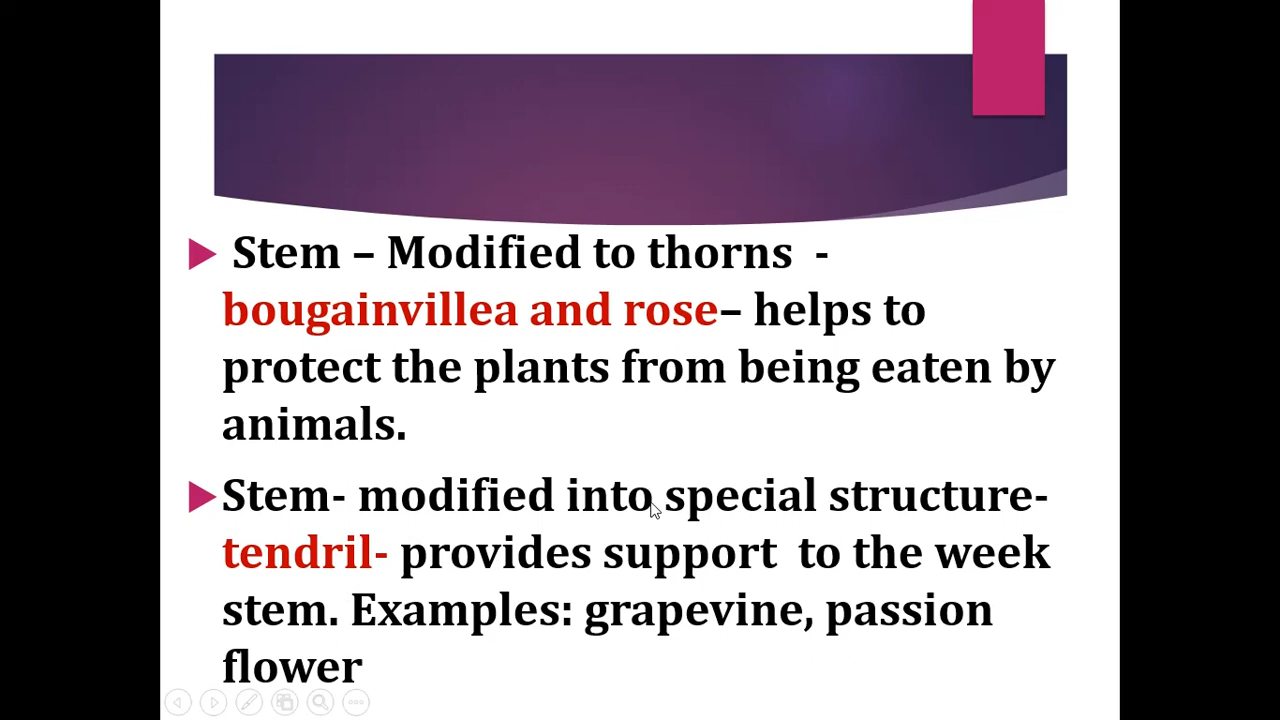 Stem – Modified to thorns  -
bougainvillea and rose– helps to
protect the plants from being eaten by
animals.
Stem- modified into special structure-
tendril- provides support  to the week
stem. Examples: grapevine, passion
flower